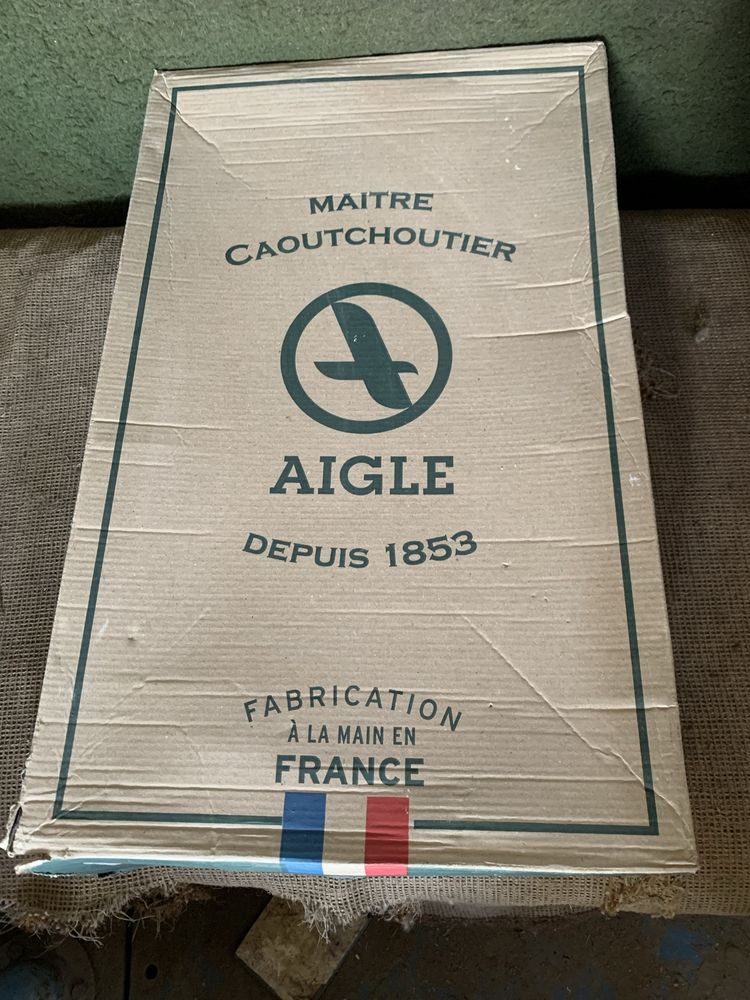 MAITRE
CAOUTCHOUTIER
AIGLE
DEPUIS 1853
FABRICATION
À LA MAIN EN
FRANCE